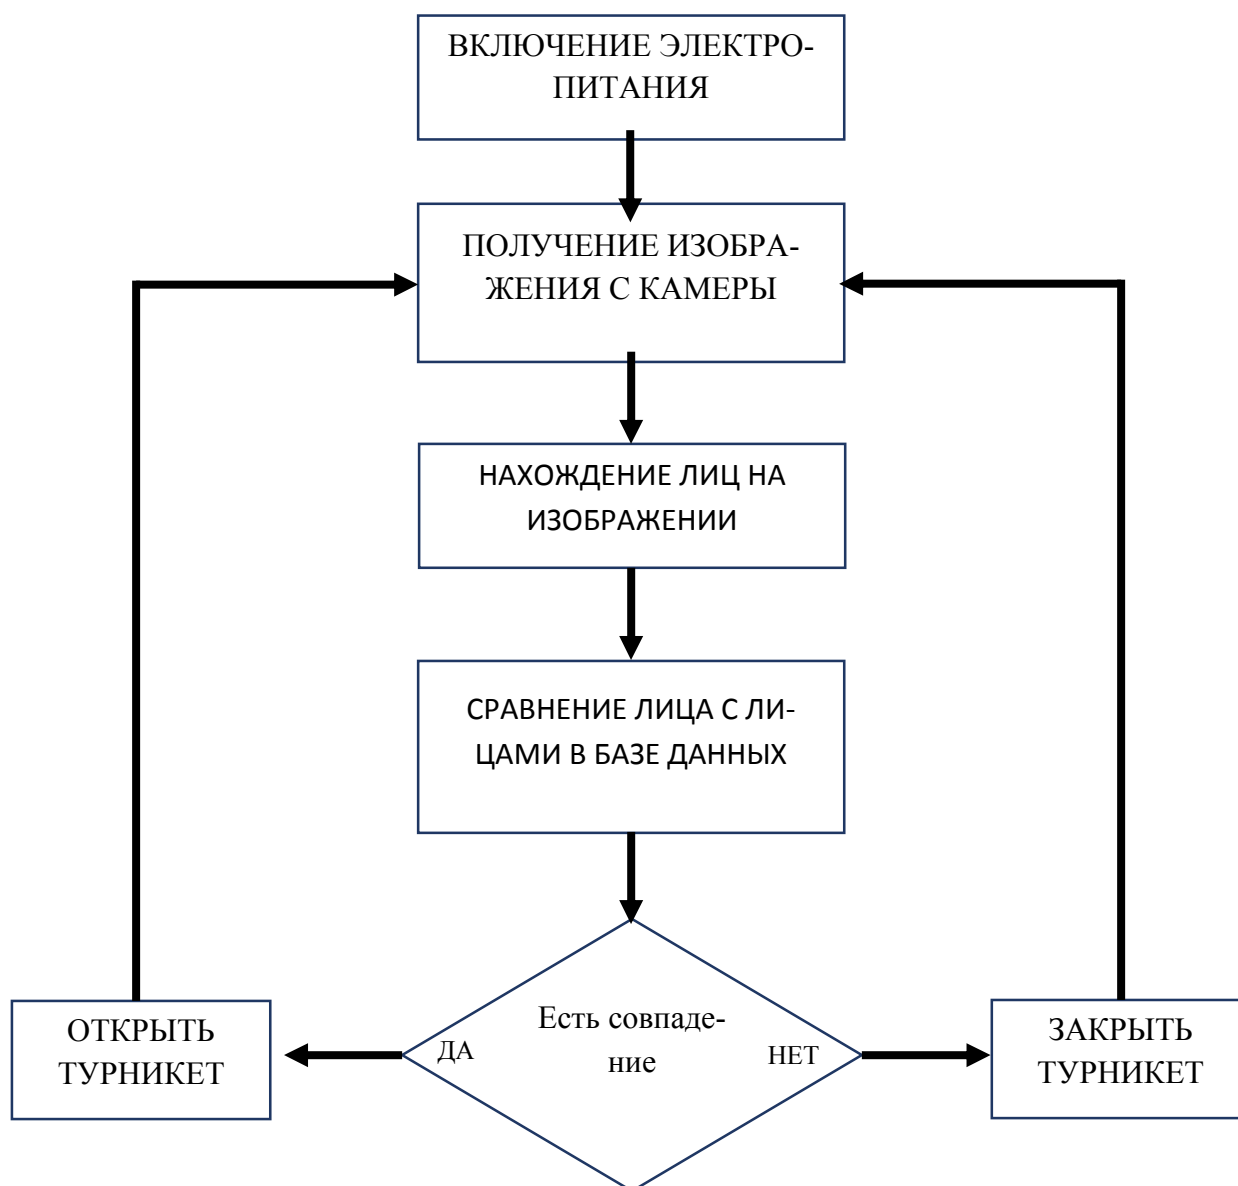 ВКЛЮЧЕНИЕ ЭЛЕКТРО-
ПИТАНИЯ
ПОЛУЧЕНИЕ ИЗОБРА-
ЖЕНИЯ С КАМЕРЫ
НАХОЖДЕНИЕ ЛИЦ НА
ИЗОБРАЖЕНИИ
СРАВНЕНИЕ ЛИЦА С ЛИ-
ЦАМИ В БАЗЕ ДАННЫХ
Есть совпаде-
ние
ДА
НЕТ
ОТКРЫТЬ
ТУРНИКЕТ
ЗАКРЫТЬ
ТУРНИКЕТ